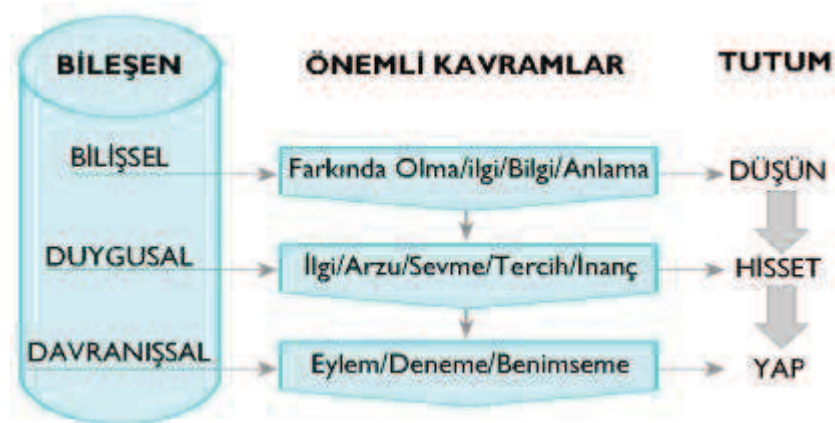 BİLEŞEN ÖNEMLİ KAVRAMLAR TUTUM
BİLİŞSEL Farkında Olma/ilgi/Bilgi/Anlama DÜŞÜN
DUYGUSAL İlgi/Arzu/Sevme/Tercih/İnanç HİSSET
DAVRANIŞSAL Eylem/Deneme/Benimseme YAP